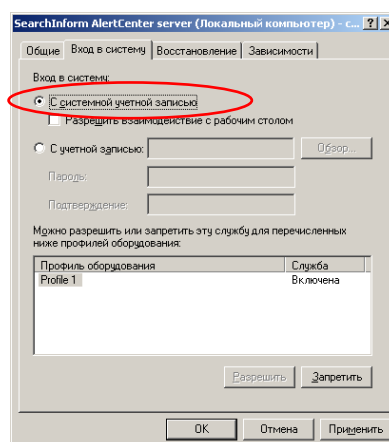 SearchInform AlertCenter server (Локальный компьютер) - с...
Общие Вход в систему Восстановление Зависимости
Вход в систему:
С системной учетной записью
Разрешить взаимодействие с рабочим столом
С учетной записью: Обзор...
Пароль:
Подтверждение:
Можно разрешить или запретить эту службу для перечисленных
ниже профилей оборудования:
Профиль оборудования Служба
Profile 1 Включена
Разрешить Запретить
OK Отмена Применить